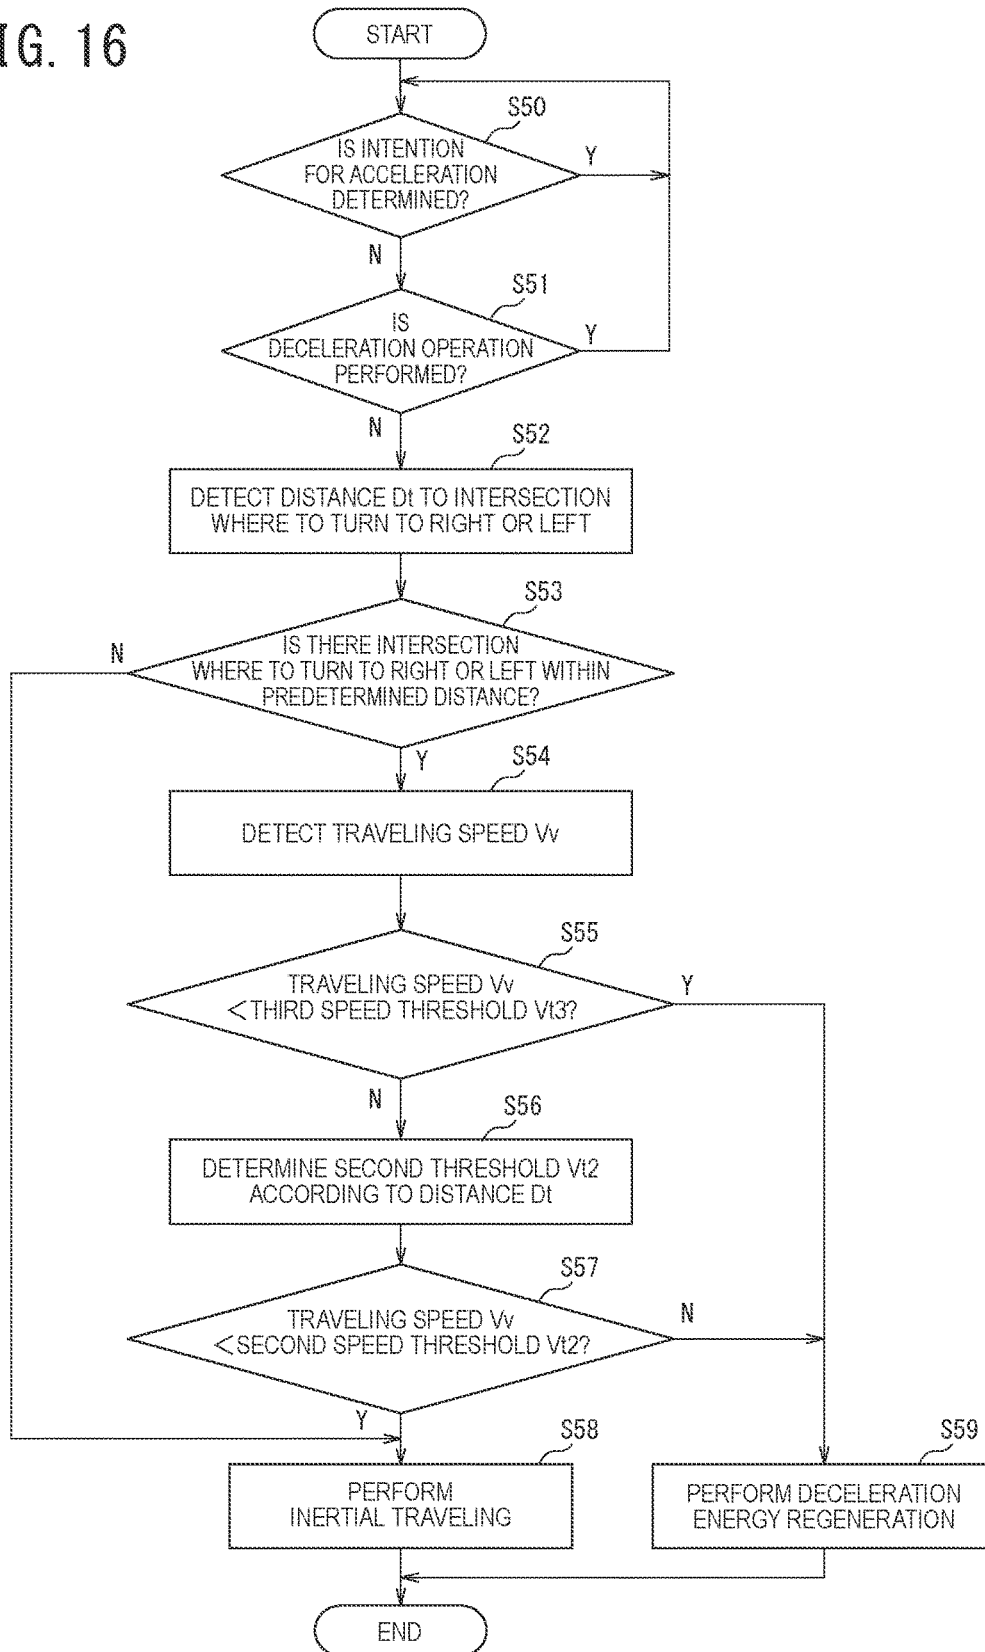 IG. 16
START
S50
IS INTENTION
FOR ACCELERATION
DETERMINED?
Y
N
S51
IS
DECELERATION OPERATION
PERFORMED?
Y
N
S52
DETECT DISTANCE Dt TO INTERSECTION
WHERE TO TURN TO RIGHT OR LEFT
S53
IS THERE INTERSECTION
WHERE TO TURN TO RIGHT OR LEFT WITHIN
PREDETERMINED DISTANCE?
N
Y
S54
DETECT TRAVELING SPEED Vv
S55
TRAVELING SPEED Vv
<THIRD SPEED THRESHOLD Vt3?
Y
N
S56
DETERMINE SECOND THRESHOLD Vt2
ACCORDING TO DISTANCE Dt
S57
TRAVELING SPEED Vv
<SECOND SPEED THRESHOLD Vt2?
N
Y
S58
PERFORM
INERTIAL TRAVELING
S59
PERFORM DECELERATION
ENERGY REGENERATION
END